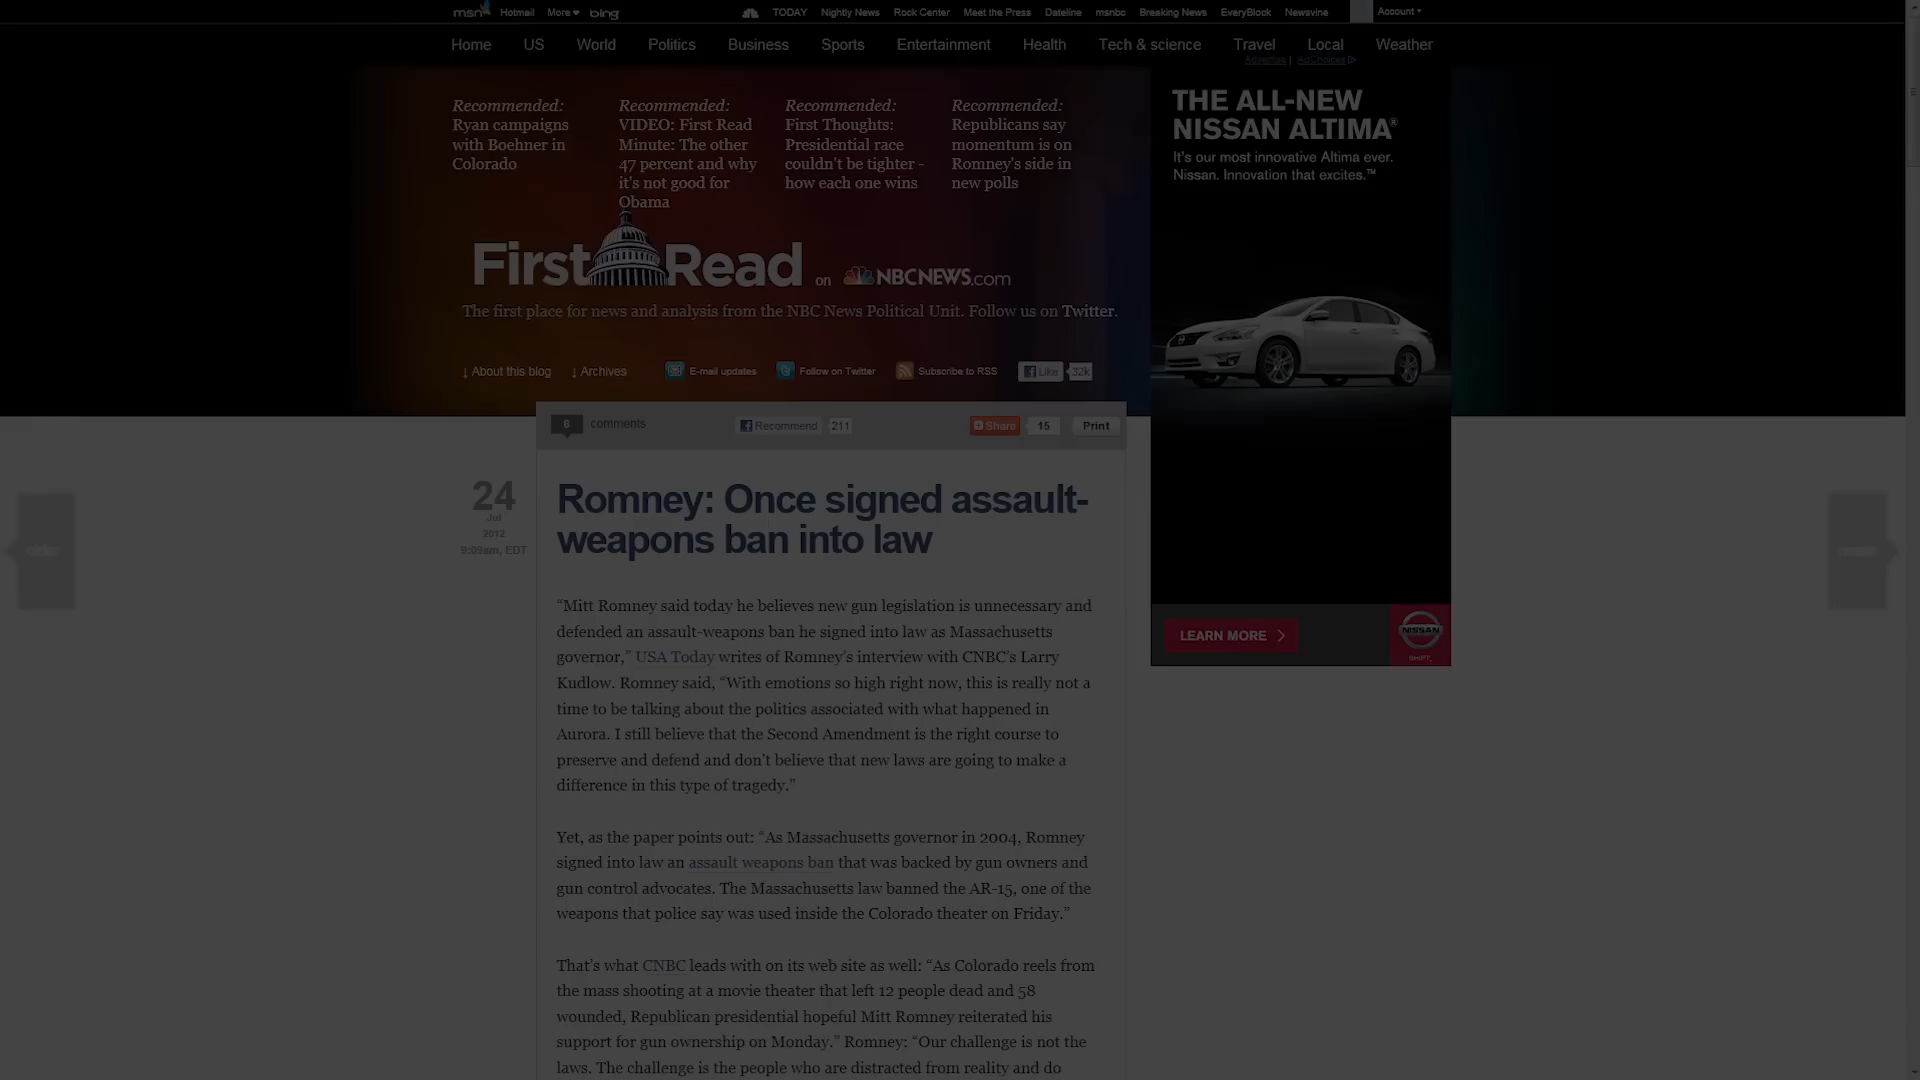 msn Hotmail More bing TODAY Nightly News Rock Center Meet the Press Dateline msnbc Breaking News EveryBlock Newsvine Account
Home US World Politics Business Sports Entertainment Health Tech & science Travel Local Weather
Advertise | AdChoices
Recommended:
Ryan campaigns
with Boehner in
Colorado
Recommended:
VIDEO: First Read
Minute: The other
47 percent and why
it's not good for
Obama
Recommended:
First Thoughts:
Presidential race
couldn't be tighter -
how each one wins
Recommended:
Republicans say
momentum is on
Romney's side in
new polls
THE ALL-NEW
NISSAN ALTIMA®
It's our most innovative Altima ever.
Nissan. Innovation that excites.™
First Read on NBCNEWS.com
The first place for news and analysis from the NBC News Political Unit. Follow us on Twitter.
↓ About this blog ↓ Archives E-mail updates Follow on Twitter Subscribe to RSS Like 32k
6 comments Recommend 211 Share 15 Print
24
Jul
2012
9:09am, EDT
older
Romney: Once signed assault-
weapons ban into law
“Mitt Romney said today he believes new gun legislation is unnecessary and
defended an assault-weapons ban he signed into law as Massachusetts
governor,” USA Today writes of Romney’s interview with CNBC’s Larry
Kudlow. Romney said, “With emotions so high right now, this is really not a
time to be talking about the politics associated with what happened in
Aurora. I still believe that the Second Amendment is the right course to
preserve and defend and don’t believe that new laws are going to make a
difference in this type of tragedy.”
Yet, as the paper points out: “As Massachusetts governor in 2004, Romney
signed into law an assault weapons ban that was backed by gun owners and
gun control advocates. The Massachusetts law banned the AR-15, one of the
weapons that police say was used inside the Colorado theater on Friday.”
That’s what CNBC leads with on its web site as well: “As Colorado reels from
the mass shooting at a movie theater that left 12 people dead and 58
wounded, Republican presidential hopeful Mitt Romney reiterated his
support for gun ownership on Monday.” Romney: “Our challenge is not the
laws. The challenge is the people who are distracted from reality and do
LEARN MORE
NISSAN
SHIFT_